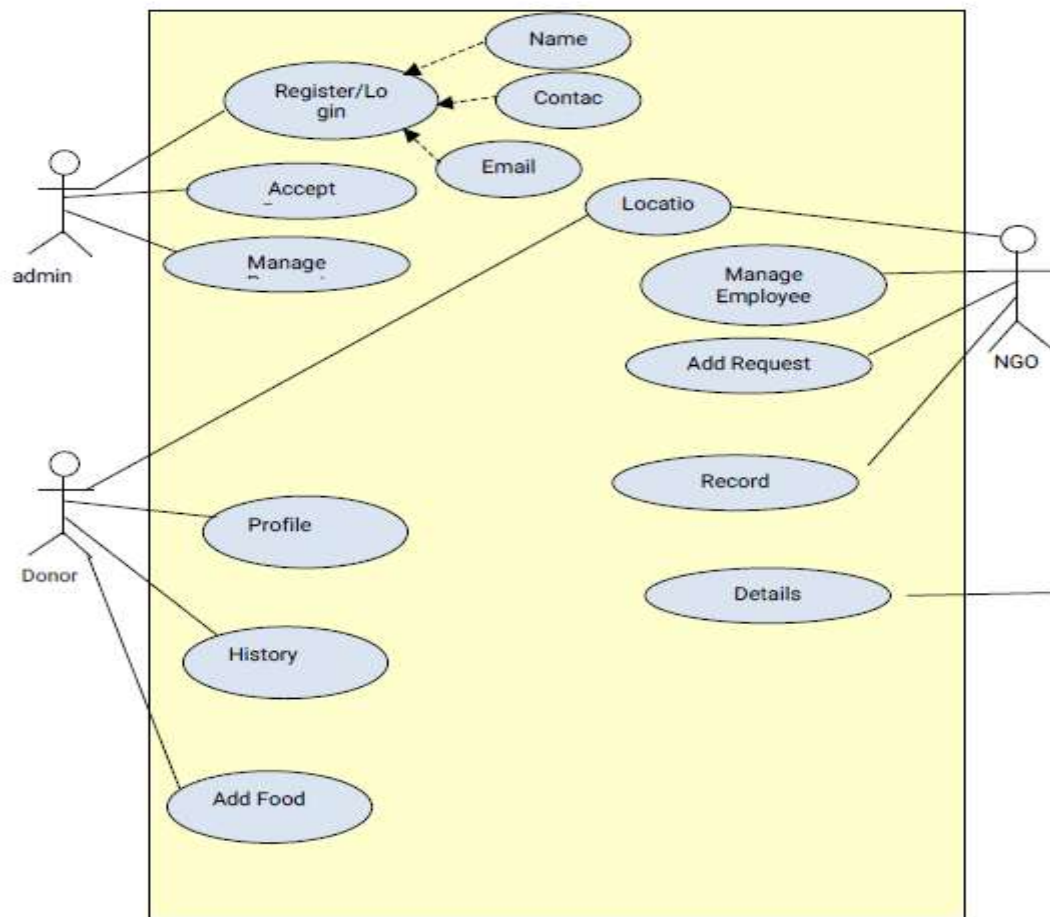 Name
Register/Lo
gin
Contac
Email
Accept
Locatio
admin
Manage
Manage
Employee
Add Request
NGO
Record
Profile
Donor
Details
History
Add Food